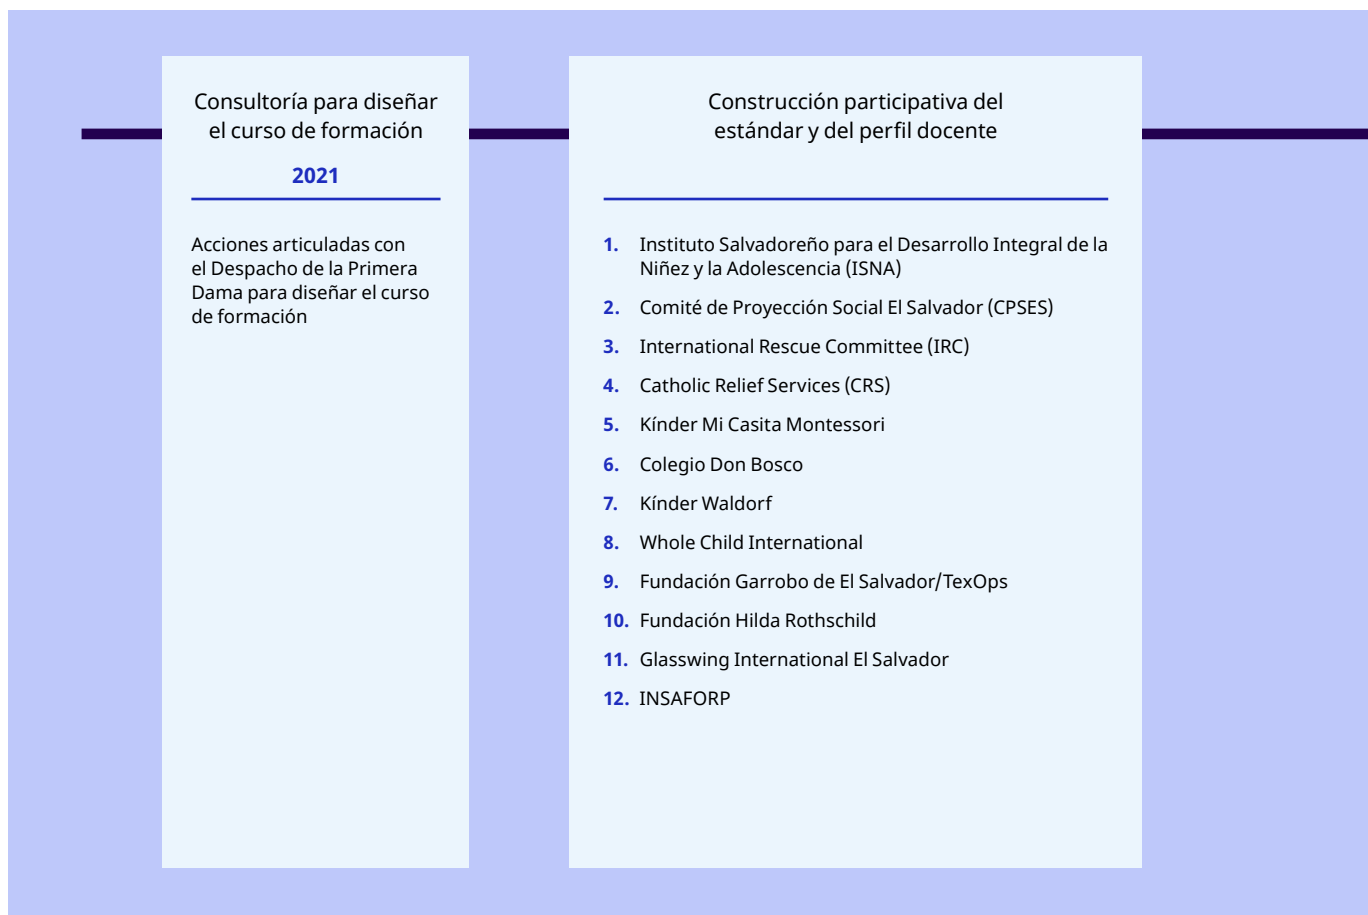 Consultoría para diseñar
el curso de formación
2021
Acciones articuladas con
el Despacho de la Primera
Dama para diseñar el curso
de formación
Construcción participativa del
estándar y del perfil docente
1. Instituto Salvadoreño para el Desarrollo Integral de la
Niñez y la Adolescencia (ISNA)
2. Comité de Proyección Social El Salvador (CPSES)
3. International Rescue Committee (IRC)
4. Catholic Relief Services (CRS)
5. Kínder Mi Casita Montessori
6. Colegio Don Bosco
7. Kínder Waldorf
8. Whole Child International
9. Fundación Garrobo de El Salvador/TexOps
10. Fundación Hilda Rothschild
11. Glasswing International El Salvador
12. INSAFORP